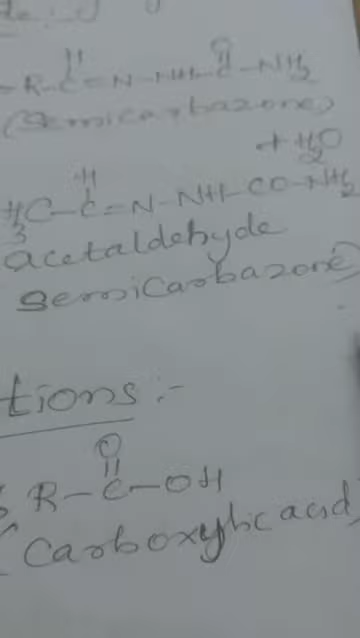 H O
-R-C=N-NH-C-NH2
(Semicarbazone)
+H2O
H
H3C-C=N-NH-CO-NH2
acetaldehyde
semicarbazone)
tions :-
O
R-C-OH
(Carboxylic acid)